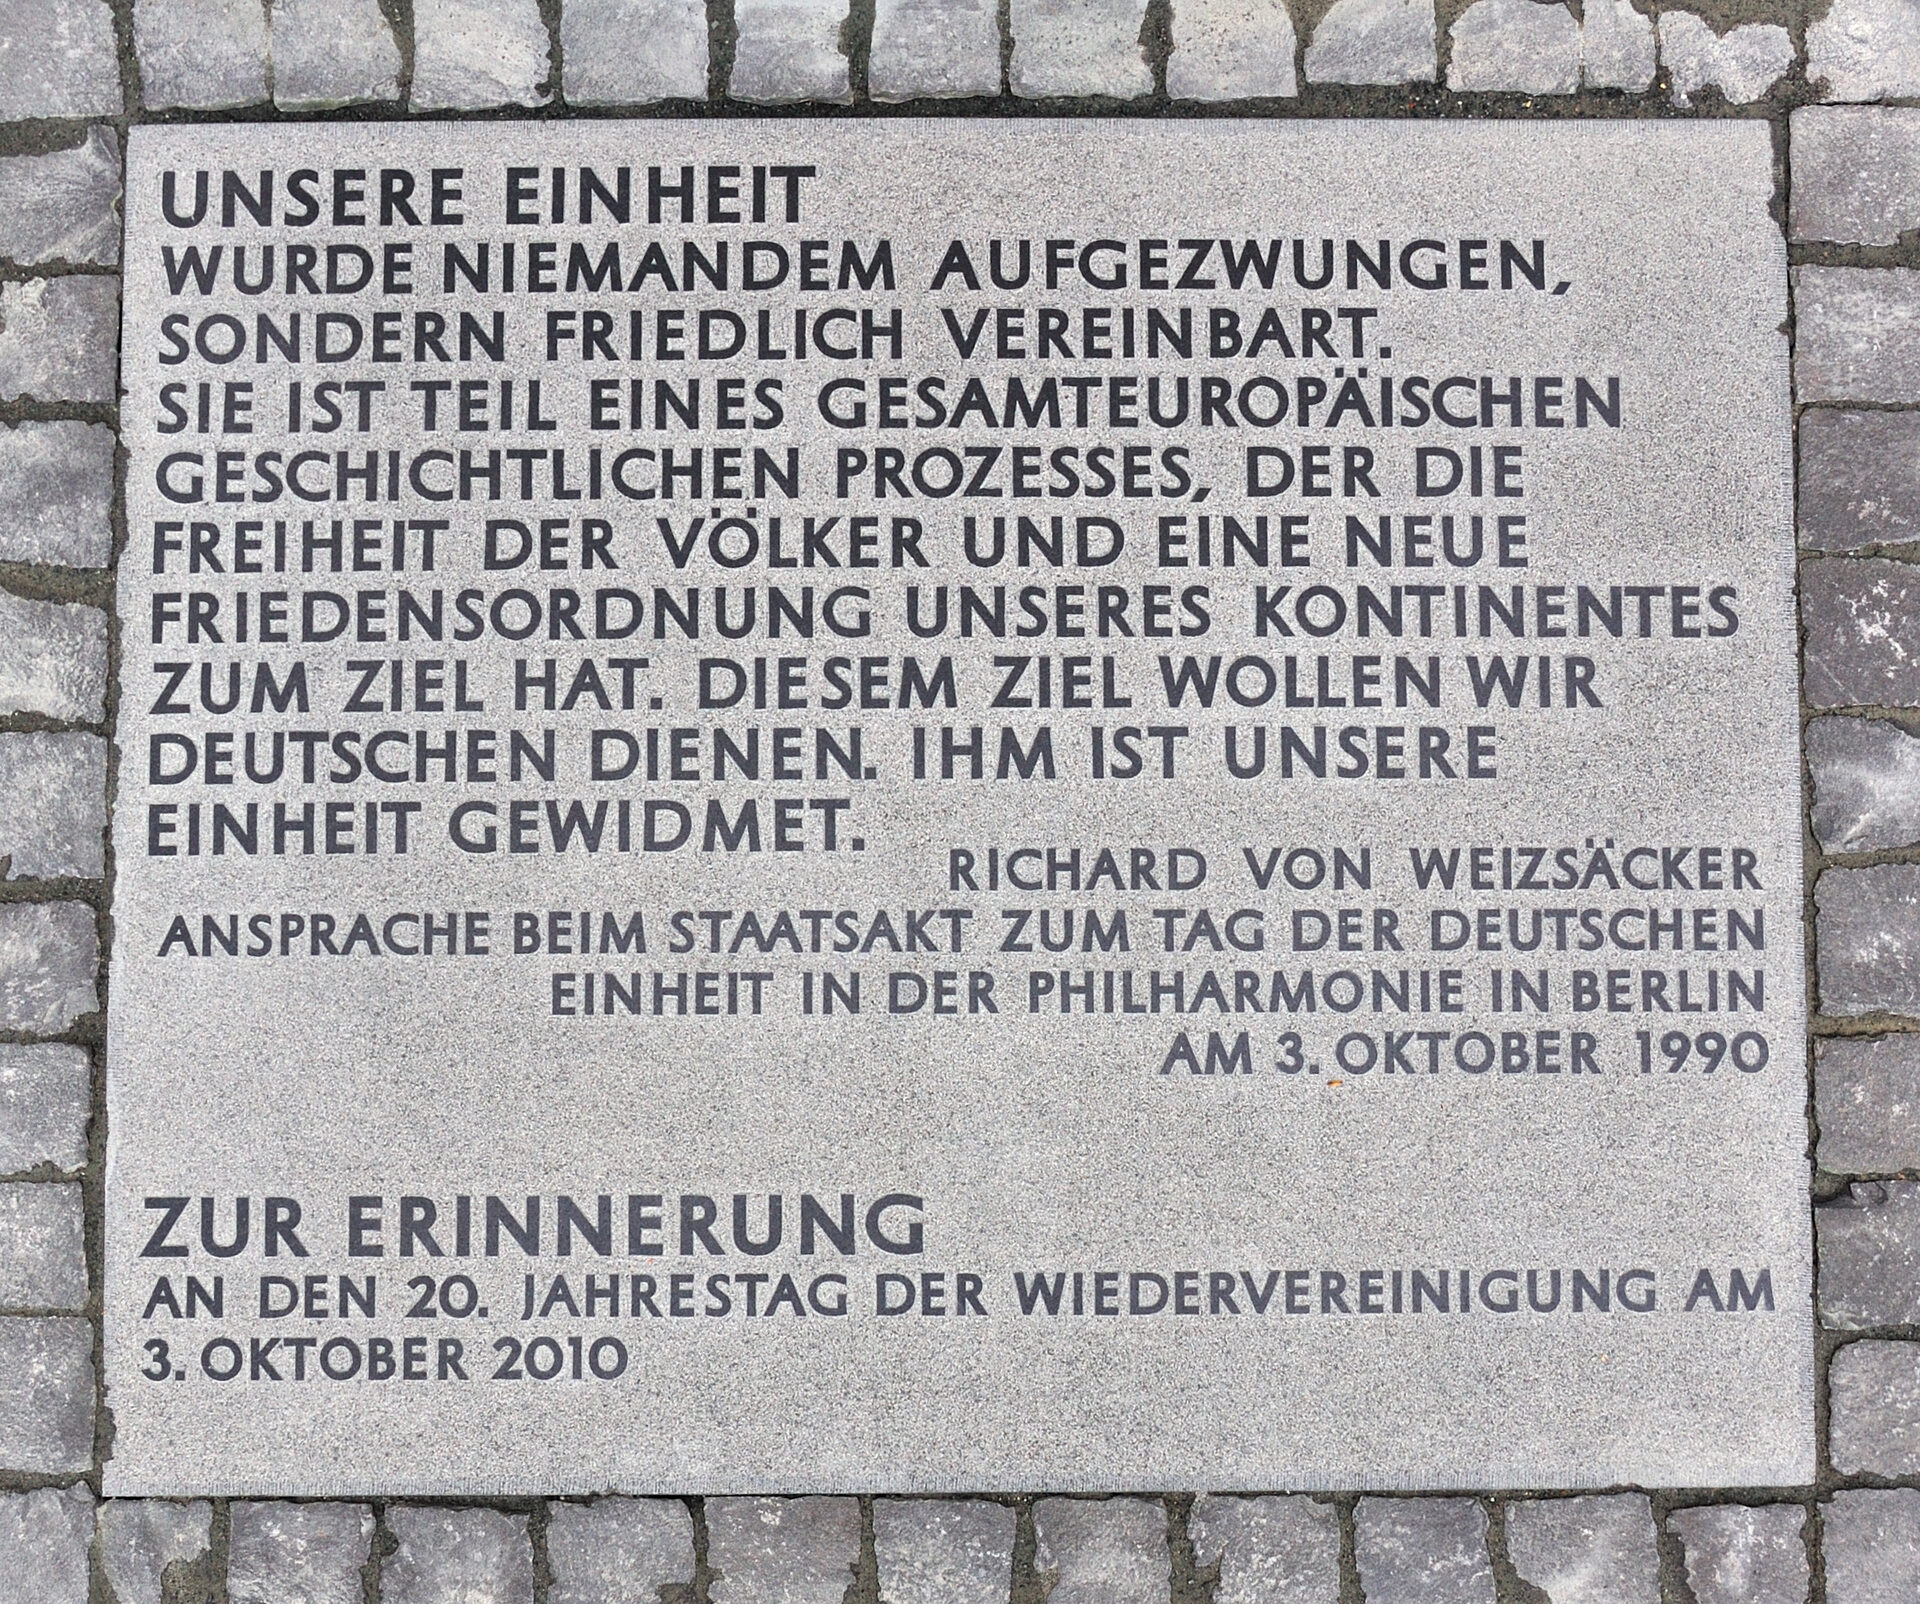 UNSERE EINHEIT
WURDE NIEMANDEM AUFGEZWUNGEN,
SONDERN FRIEDLICH VEREINBART.
SIE IST TEIL EINES GESAMTEUROPÄISCHEN
GESCHICHTLICHEN PROZESSES, DER DIE
FREIHEIT DER VÖLKER UND EINE NEUE
FRIEDENSORDNUNG UNSERES KONTINENTES
ZUM ZIEL HAT. DIESEM ZIEL WOLLEN WIR
DEUTSCHEN DIENEN. IHM IST UNSERE
EINHEIT GEWIDMET.
RICHARD VON WEIZSÄCKER
ANSPRACHE BEIM STAATSAKT ZUM TAG DER DEUTSCHEN
EINHEIT IN DER PHILHARMONIE IN BERLIN
AM 3. OKTOBER 1990
ZUR ERINNERUNG
AN DEN 20. JAHRESTAG DER WIEDERVEREINIGUNG AM
3. OKTOBER 2010